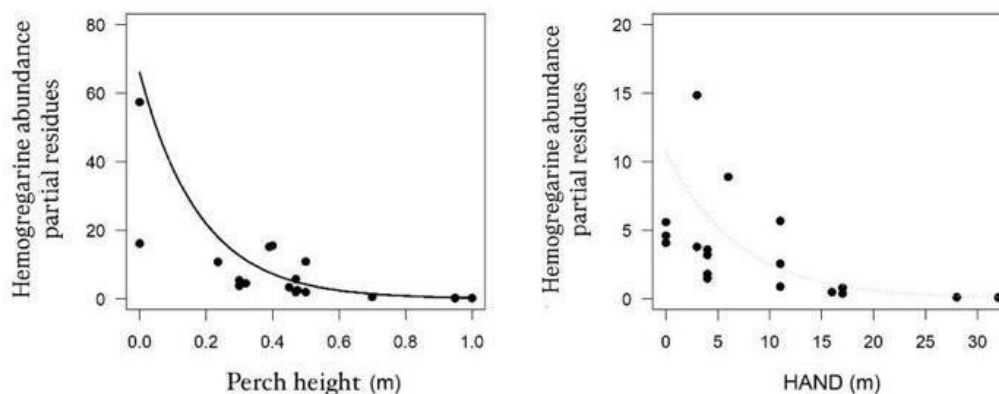 Hemogregarine abundance
partial residues
80
60
40
20
0
0.0 0.2 0.4 0.6 0.8 1.0
Perch height (m)
Hemogregarine abundance
partial residues
20
15
10
5
0
0 5 10 15 20 25 30
HAND (m)